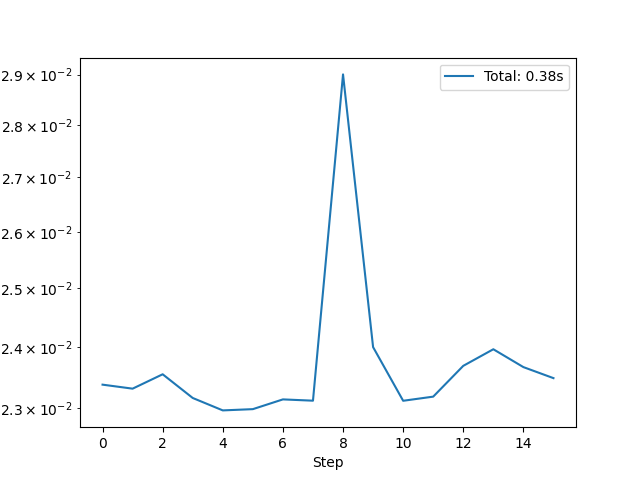 Total: 0.38s
2.9 × 10⁻²
2.8 × 10⁻²
2.7 × 10⁻²
2.6 × 10⁻²
2.5 × 10⁻²
2.4 × 10⁻²
2.3 × 10⁻²
0 2 4 6 8 10 12 14
Step